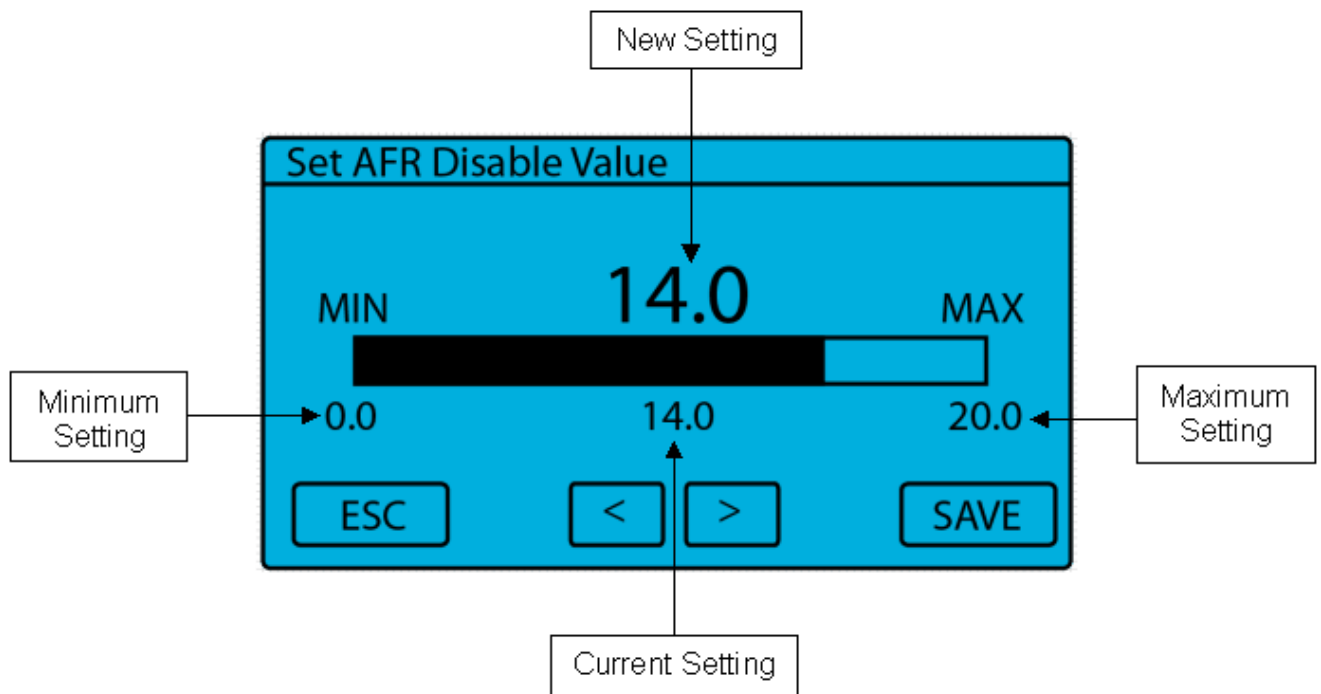 New Setting
Set AFR Disable Value
14.0
MIN
MAX
Minimum
Setting
0.0
14.0
20.0
Maximum
Setting
ESC
<
>
SAVE
Current Setting